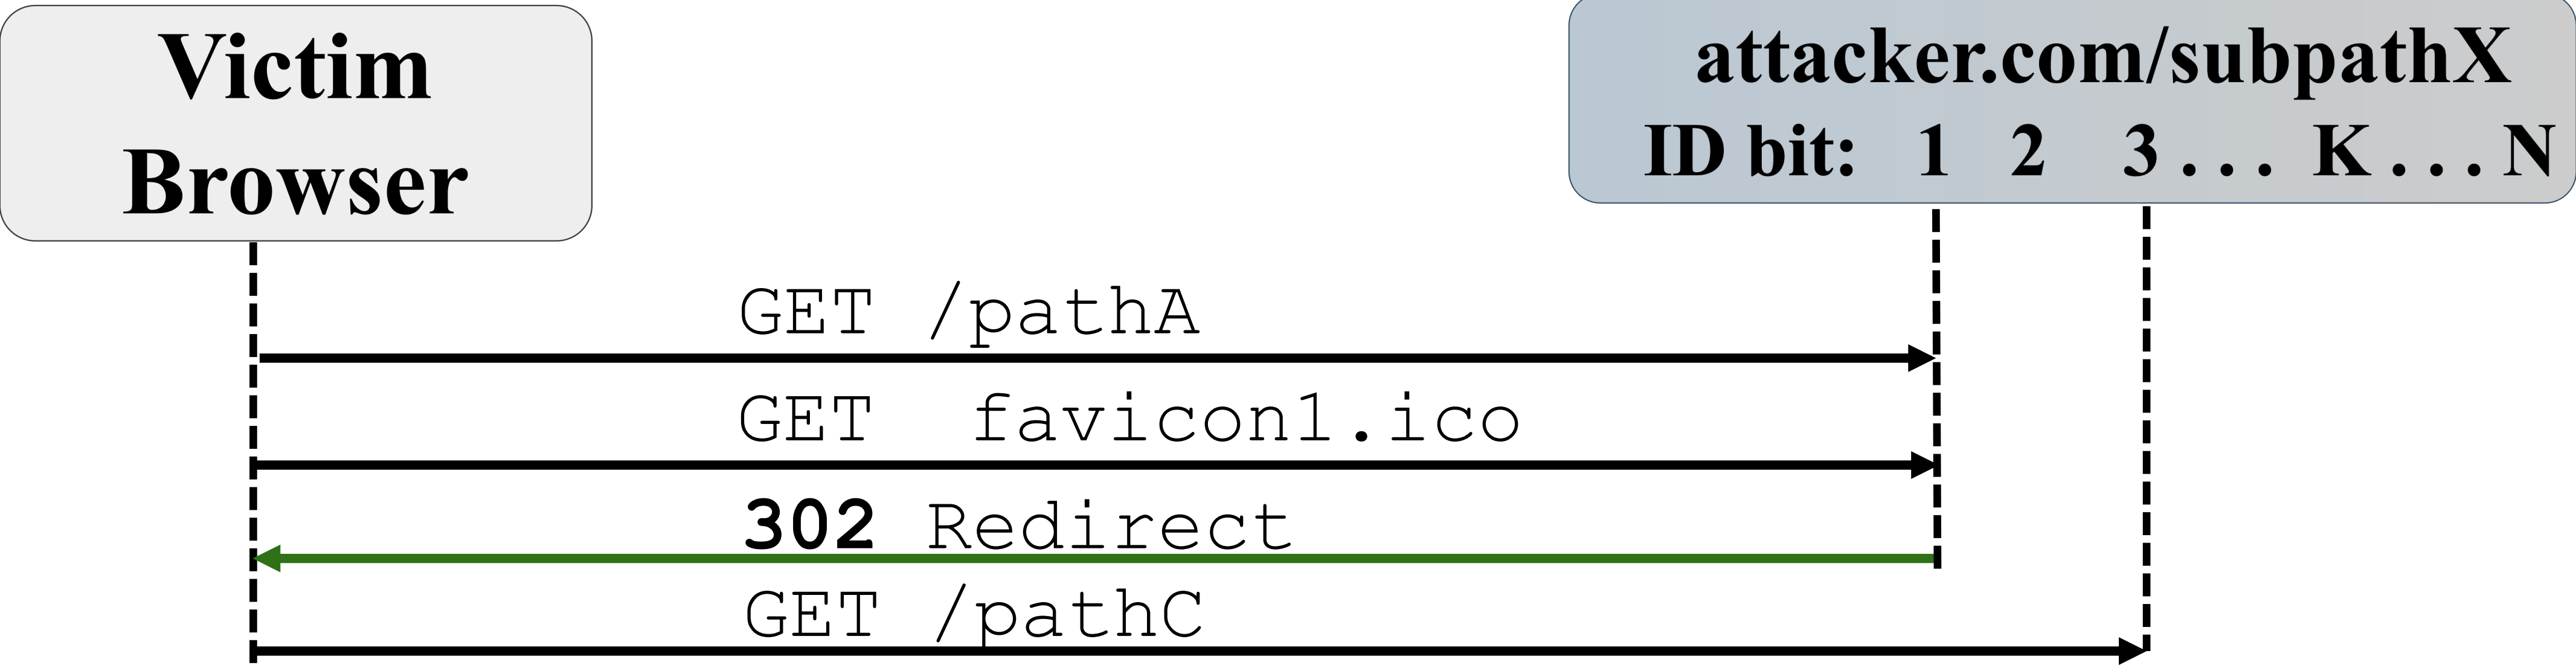 Victim
Browser
attacker.com/subpathX
ID bit: 1 2 3 . . . K . . . N
GET /pathA
GET favicon1.ico
302 Redirect
GET /pathC